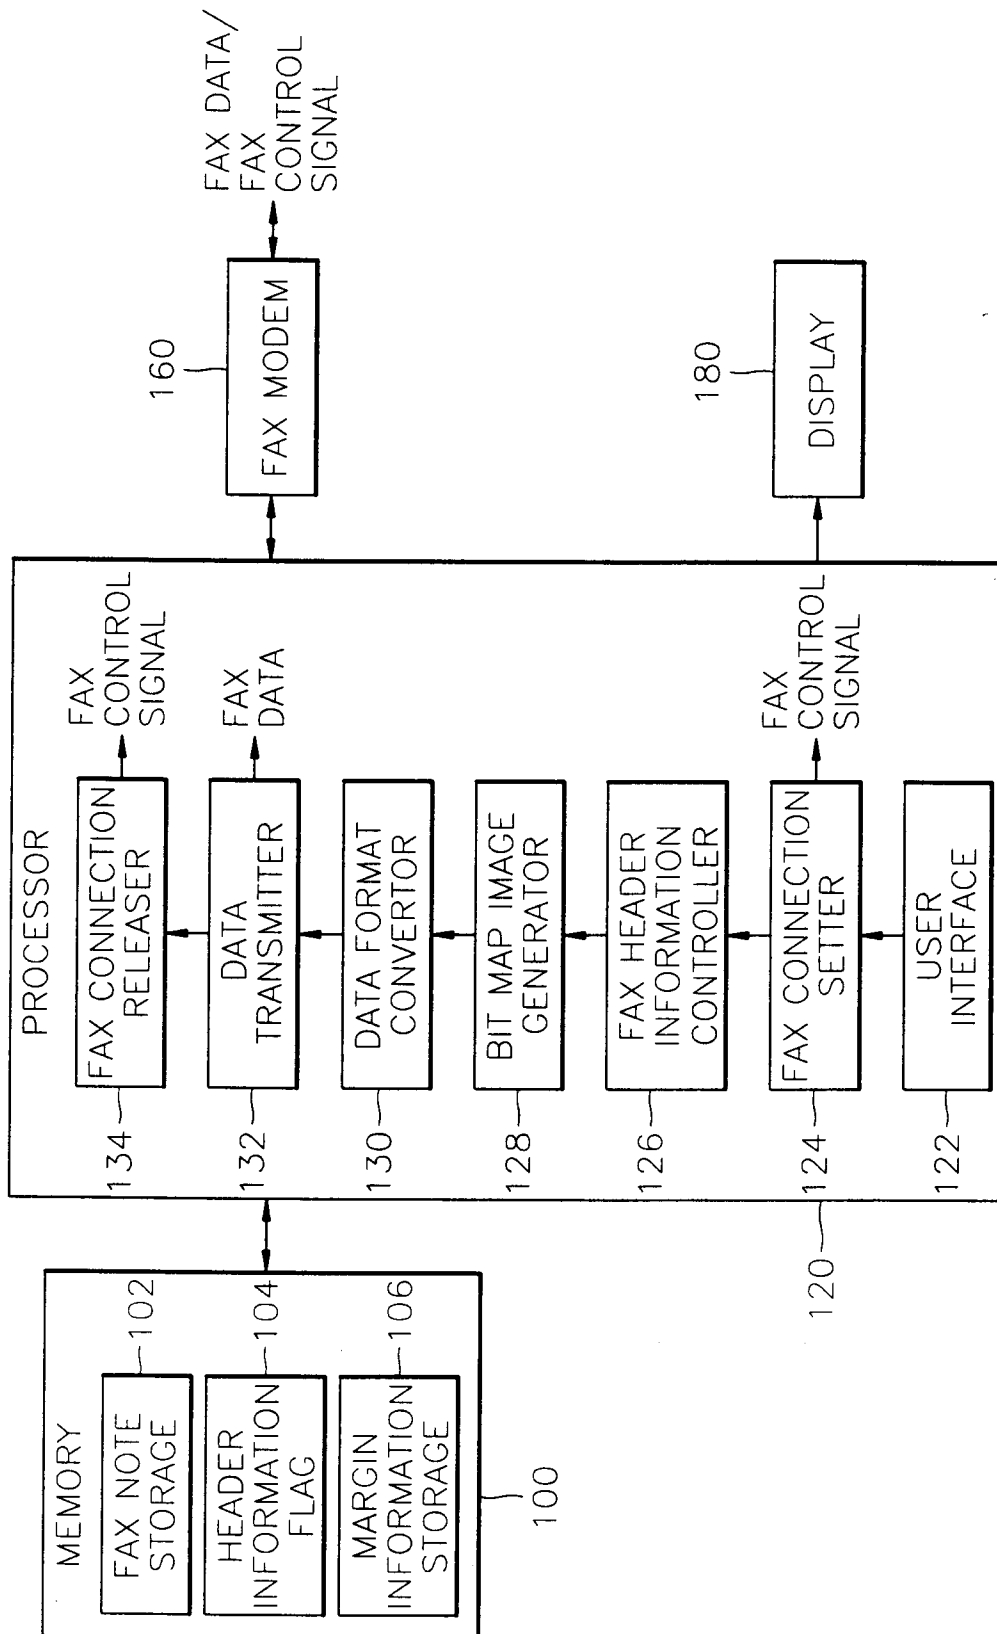 MEMORY
FAX NOTE
STORAGE
102
HEADER
INFORMATION
FLAG
104
MARGIN
INFORMATION
STORAGE
106
100
PROCESSOR
FAX CONNECTION
RELEASER
134
FAX
CONTROL
SIGNAL
DATA
TRANSMITTER
132
FAX
DATA
DATA FORMAT
CONVERTOR
130
BIT MAP IMAGE
GENERATOR
128
FAX HEADER
INFORMATION
CONTROLLER
126
FAX CONNECTION
SETTER
124
FAX
CONTROL
SIGNAL
USER
INTERFACE
122
120
160
FAX MODEM
FAX DATA/
FAX
CONTROL
SIGNAL
180
DISPLAY